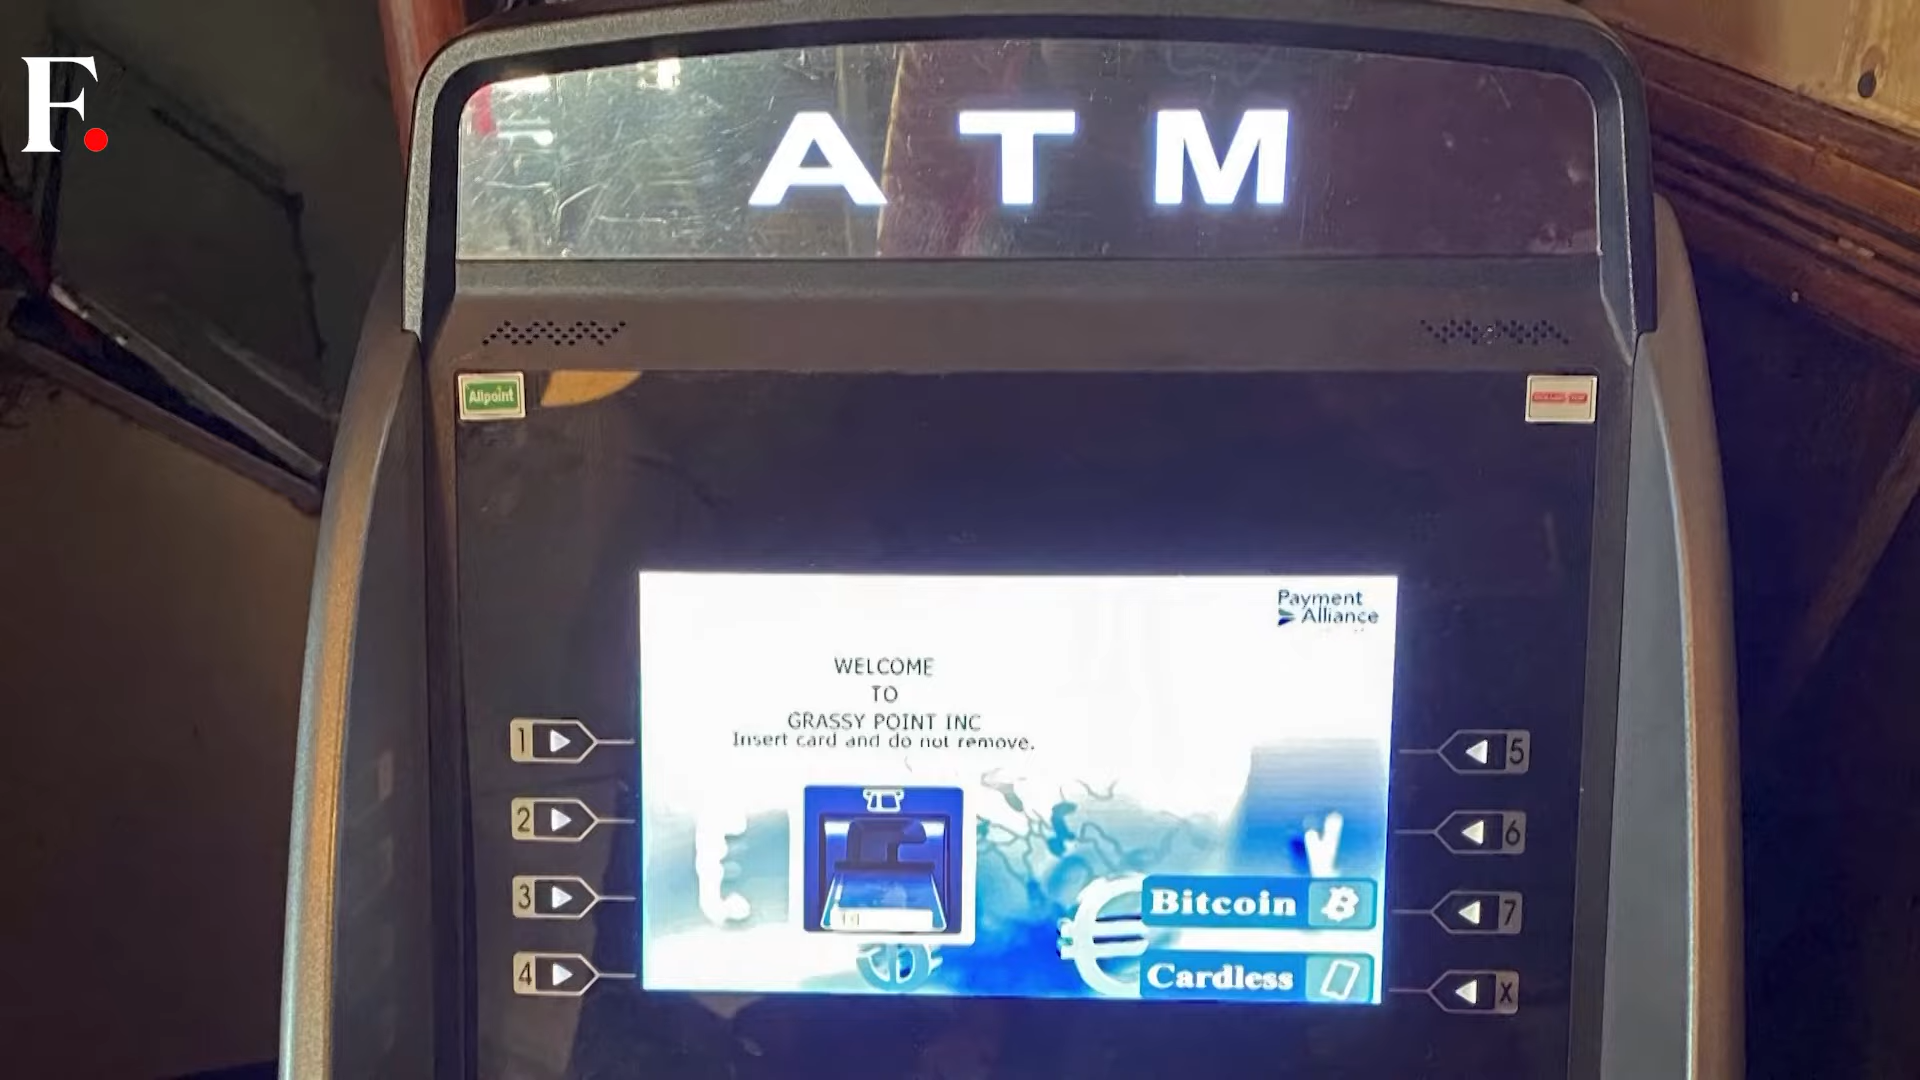 F.
ATM
Allpoint
Payment
Alliance
WELCOME
TO
GRASSY POINT INC
Insert card and do not remove.
1
2
3
4
5
6
7
X
Bitcoin
Cardless